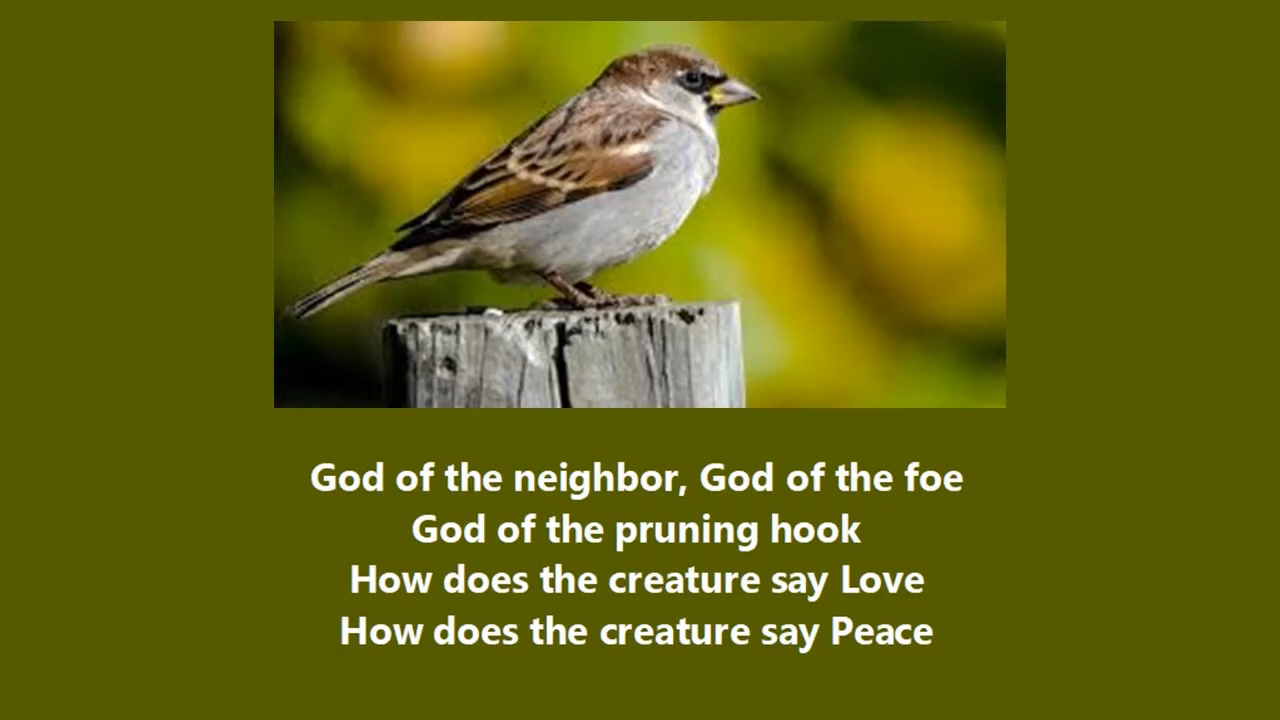 God of the neighbor, God of the foe
God of the pruning hook
How does the creature say Love
How does the creature say Peace